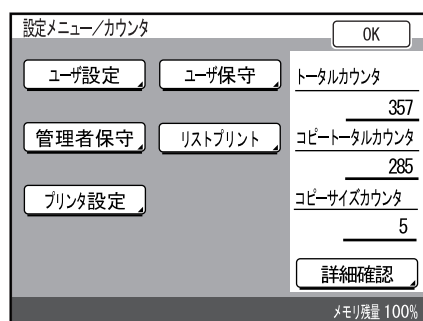 設定メニュー／カウンタ
OK
ユーザ設定
ユーザ保守
管理者保守
リストプリント
プリンタ設定
トータルカウンタ
357
コピートータルカウンタ
285
コピーサイズカウンタ
5
詳細確認
メモリ残量 100%